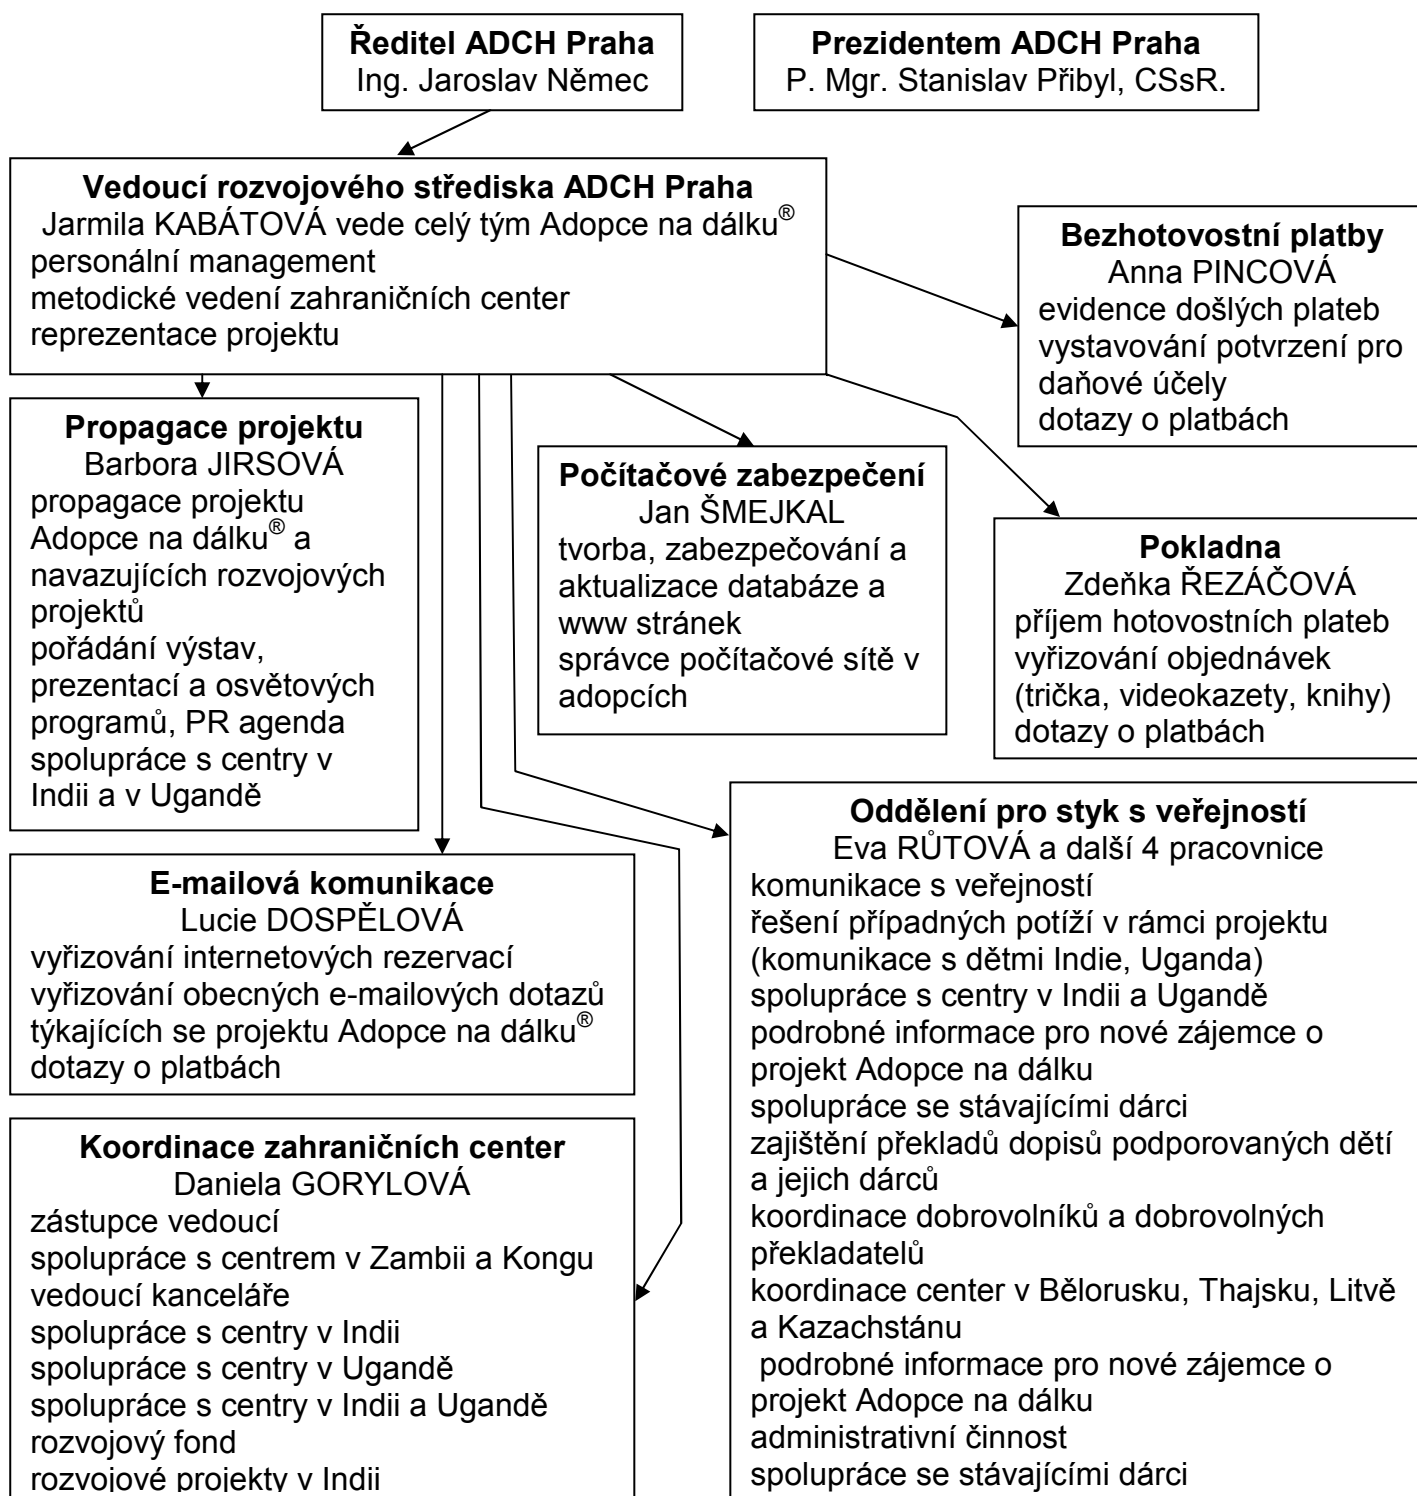 Ředitel ADCH Praha
Ing. Jaroslav Němec
Prezidentem ADCH Praha
P. Mgr. Stanislav Přibyl, CSsR.
Vedoucí rozvojového střediska ADCH Praha
Jarmila KABÁTOVÁ vede celý tým Adopce na dálku®
personální management
metodické vedení zahraničních center
reprezentace projektu
Bezhotovostní platby
Anna PINCOVÁ
evidence došlých plateb
vystavování potvrzení pro
daňové účely
dotazy o platbách
Propagace projektu
Barbora JIRSOVÁ
propagace projektu
Adopce na dálku® a
navazujících rozvojových
projektů
pořádání výstav,
prezentací a osvětových
programů, PR agenda
spolupráce s centry v
Indii a v Ugandě
Počítačové zabezpečení
Jan ŠMEJKAL
tvorba, zabezpečování a
aktualizace databáze a
www stránek
správce počítačové sítě v
adopcích
Pokladna
Zdeňka ŘEZÁČOVÁ
příjem hotovostních plateb
vyřizování objednávek
(trička, videokazety, knihy)
dotazy o platbách
E-mailová komunikace
Lucie DOSPĚLOVÁ
vyřizování internetových rezervací
vyřizování obecných e-mailových dotazů
týkajících se projektu Adopce na dálku®
dotazy o platbách
Oddělení pro styk s veřejností
Eva RŮTOVÁ a další 4 pracovnice
komunikace s veřejností
řešení případných potíží v rámci projektu
(komunikace s dětmi Indie, Uganda)
spolupráce s centry v Indii a Ugandě
podrobné informace pro nové zájemce o
projekt Adopce na dálku
spolupráce se stávajícími dárci
zajištění překladů dopisů podporovaných dětí
a jejich dárců
koordinace dobrovolníků a dobrovolných
překladatelů
koordinace center v Bělorusku, Thajsku, Litvě
a Kazachstánu
podrobné informace pro nové zájemce o
projekt Adopce na dálku
administrativní činnost
spolupráce se stávajícími dárci
Koordinace zahraničních center
Daniela GORYLOVÁ
zástupce vedoucí
spolupráce s centrem v Zambii a Kongu
vedoucí kanceláře
spolupráce s centry v Indii
spolupráce s centry v Ugandě
spolupráce s centry v Indii a Ugandě
rozvojový fond
rozvojové projekty v Indii